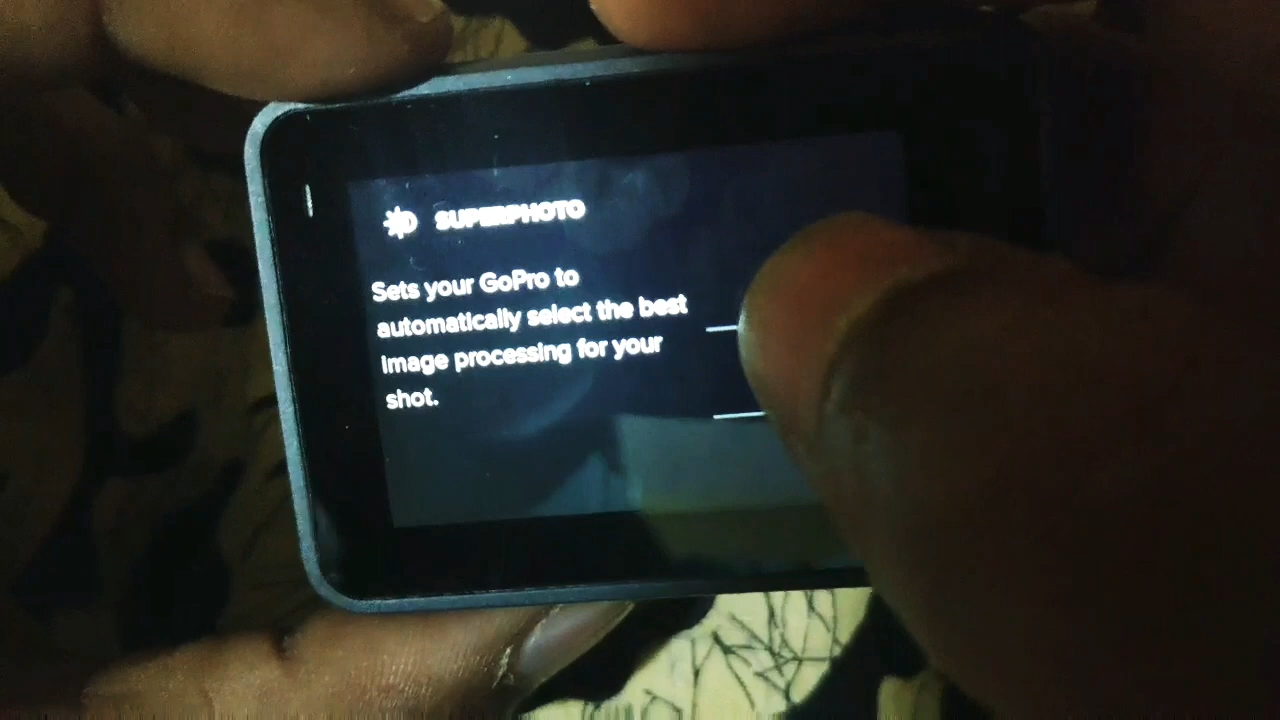 SUPERPHOTO
Sets your GoPro to
automatically select the best
image processing for your
shot.